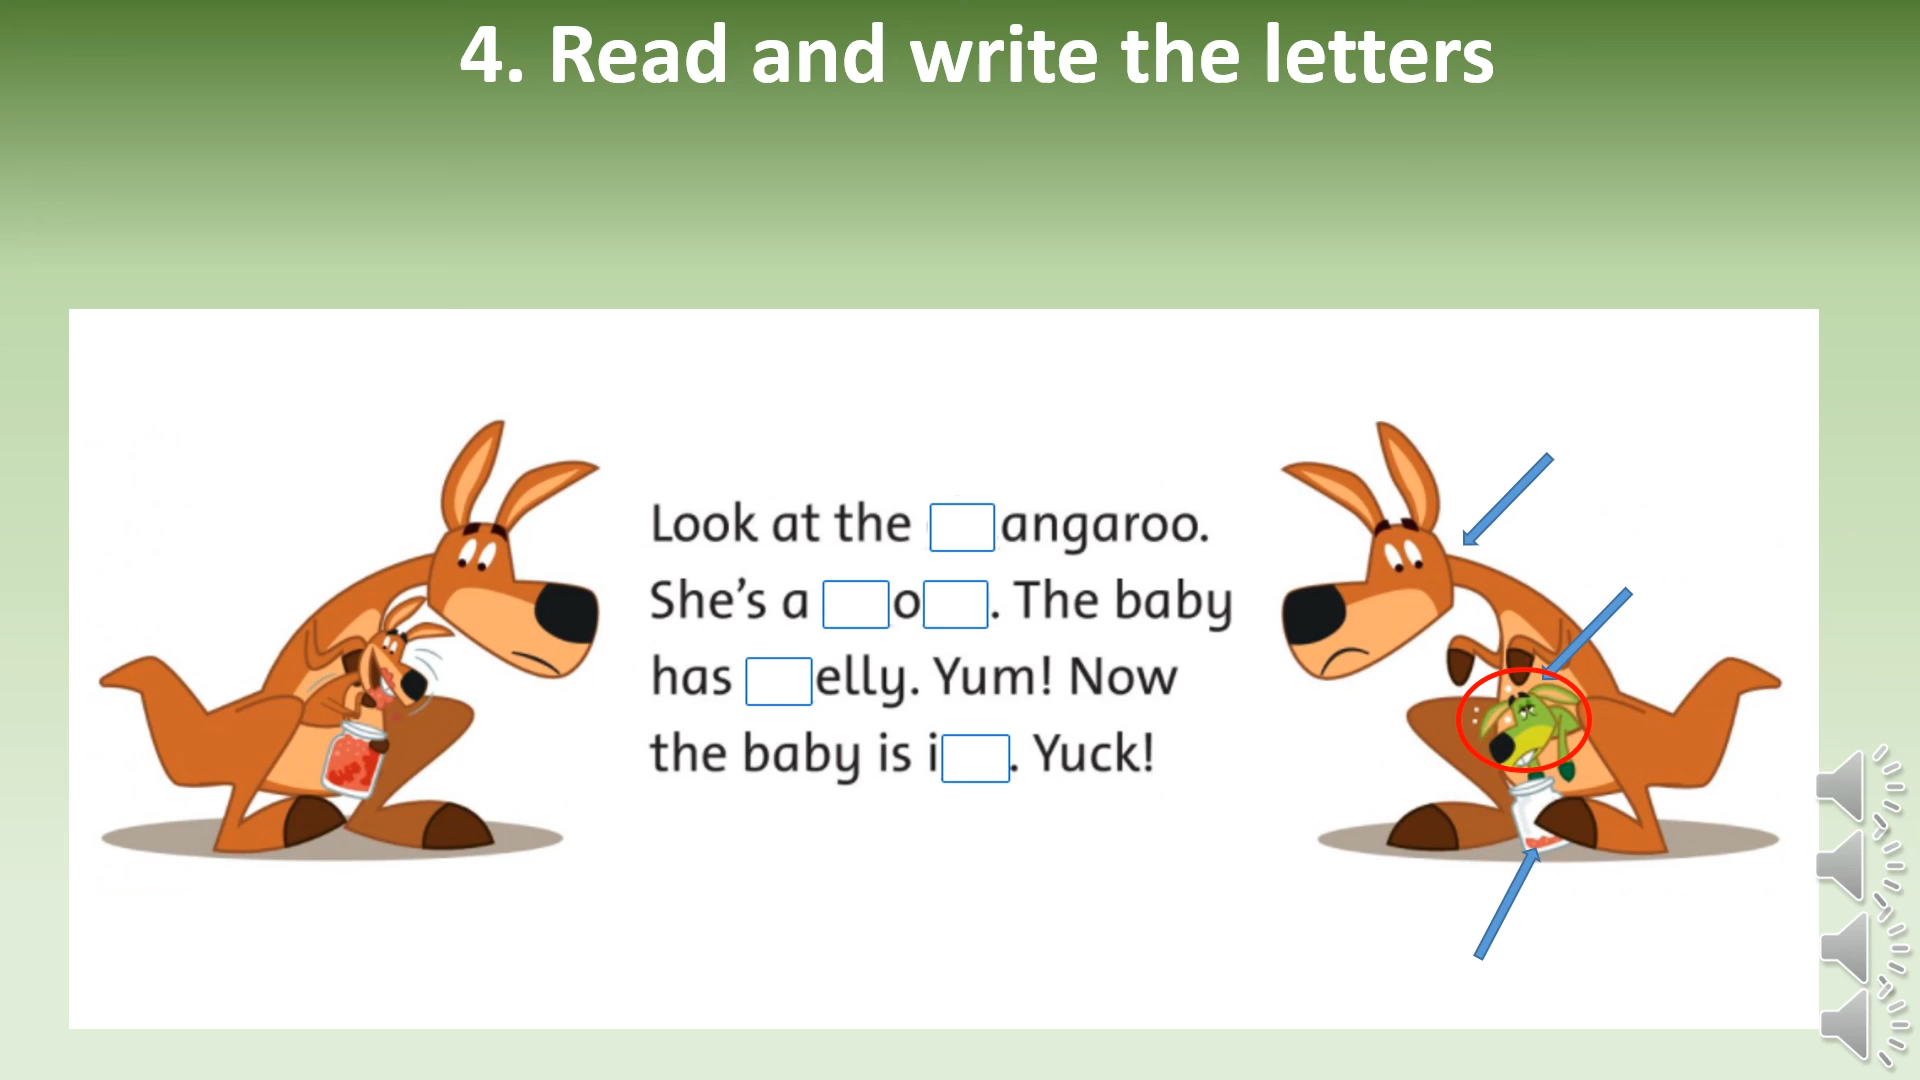 4. Read and write the letters
Look at the angaroo.
She’s a o . The baby
has elly. Yum! Now
the baby is i . Yuck!